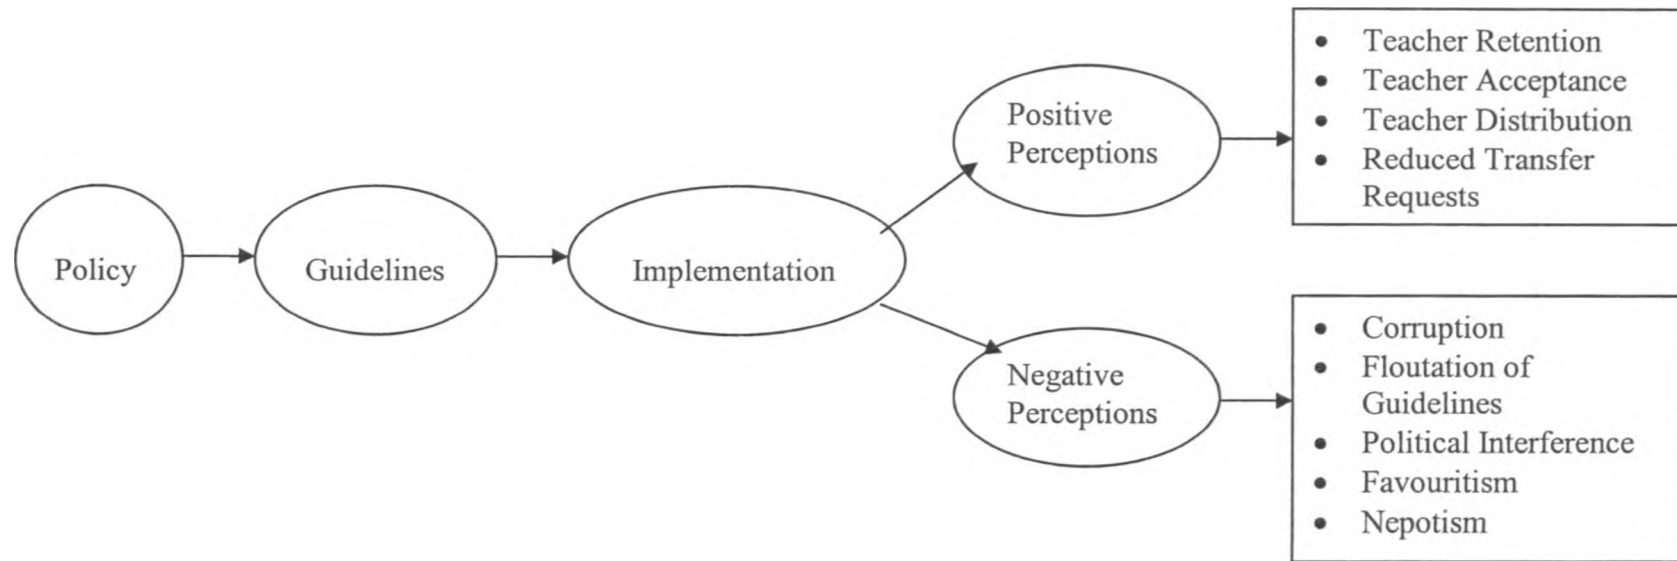 Policy
Guidelines
Implementation
Positive
Perceptions
• Teacher Retention
• Teacher Acceptance
• Teacher Distribution
• Reduced Transfer
Requests
Negative
Perceptions
• Corruption
• Floutation of
Guidelines
• Political Interference
• Favouritism
• Nepotism